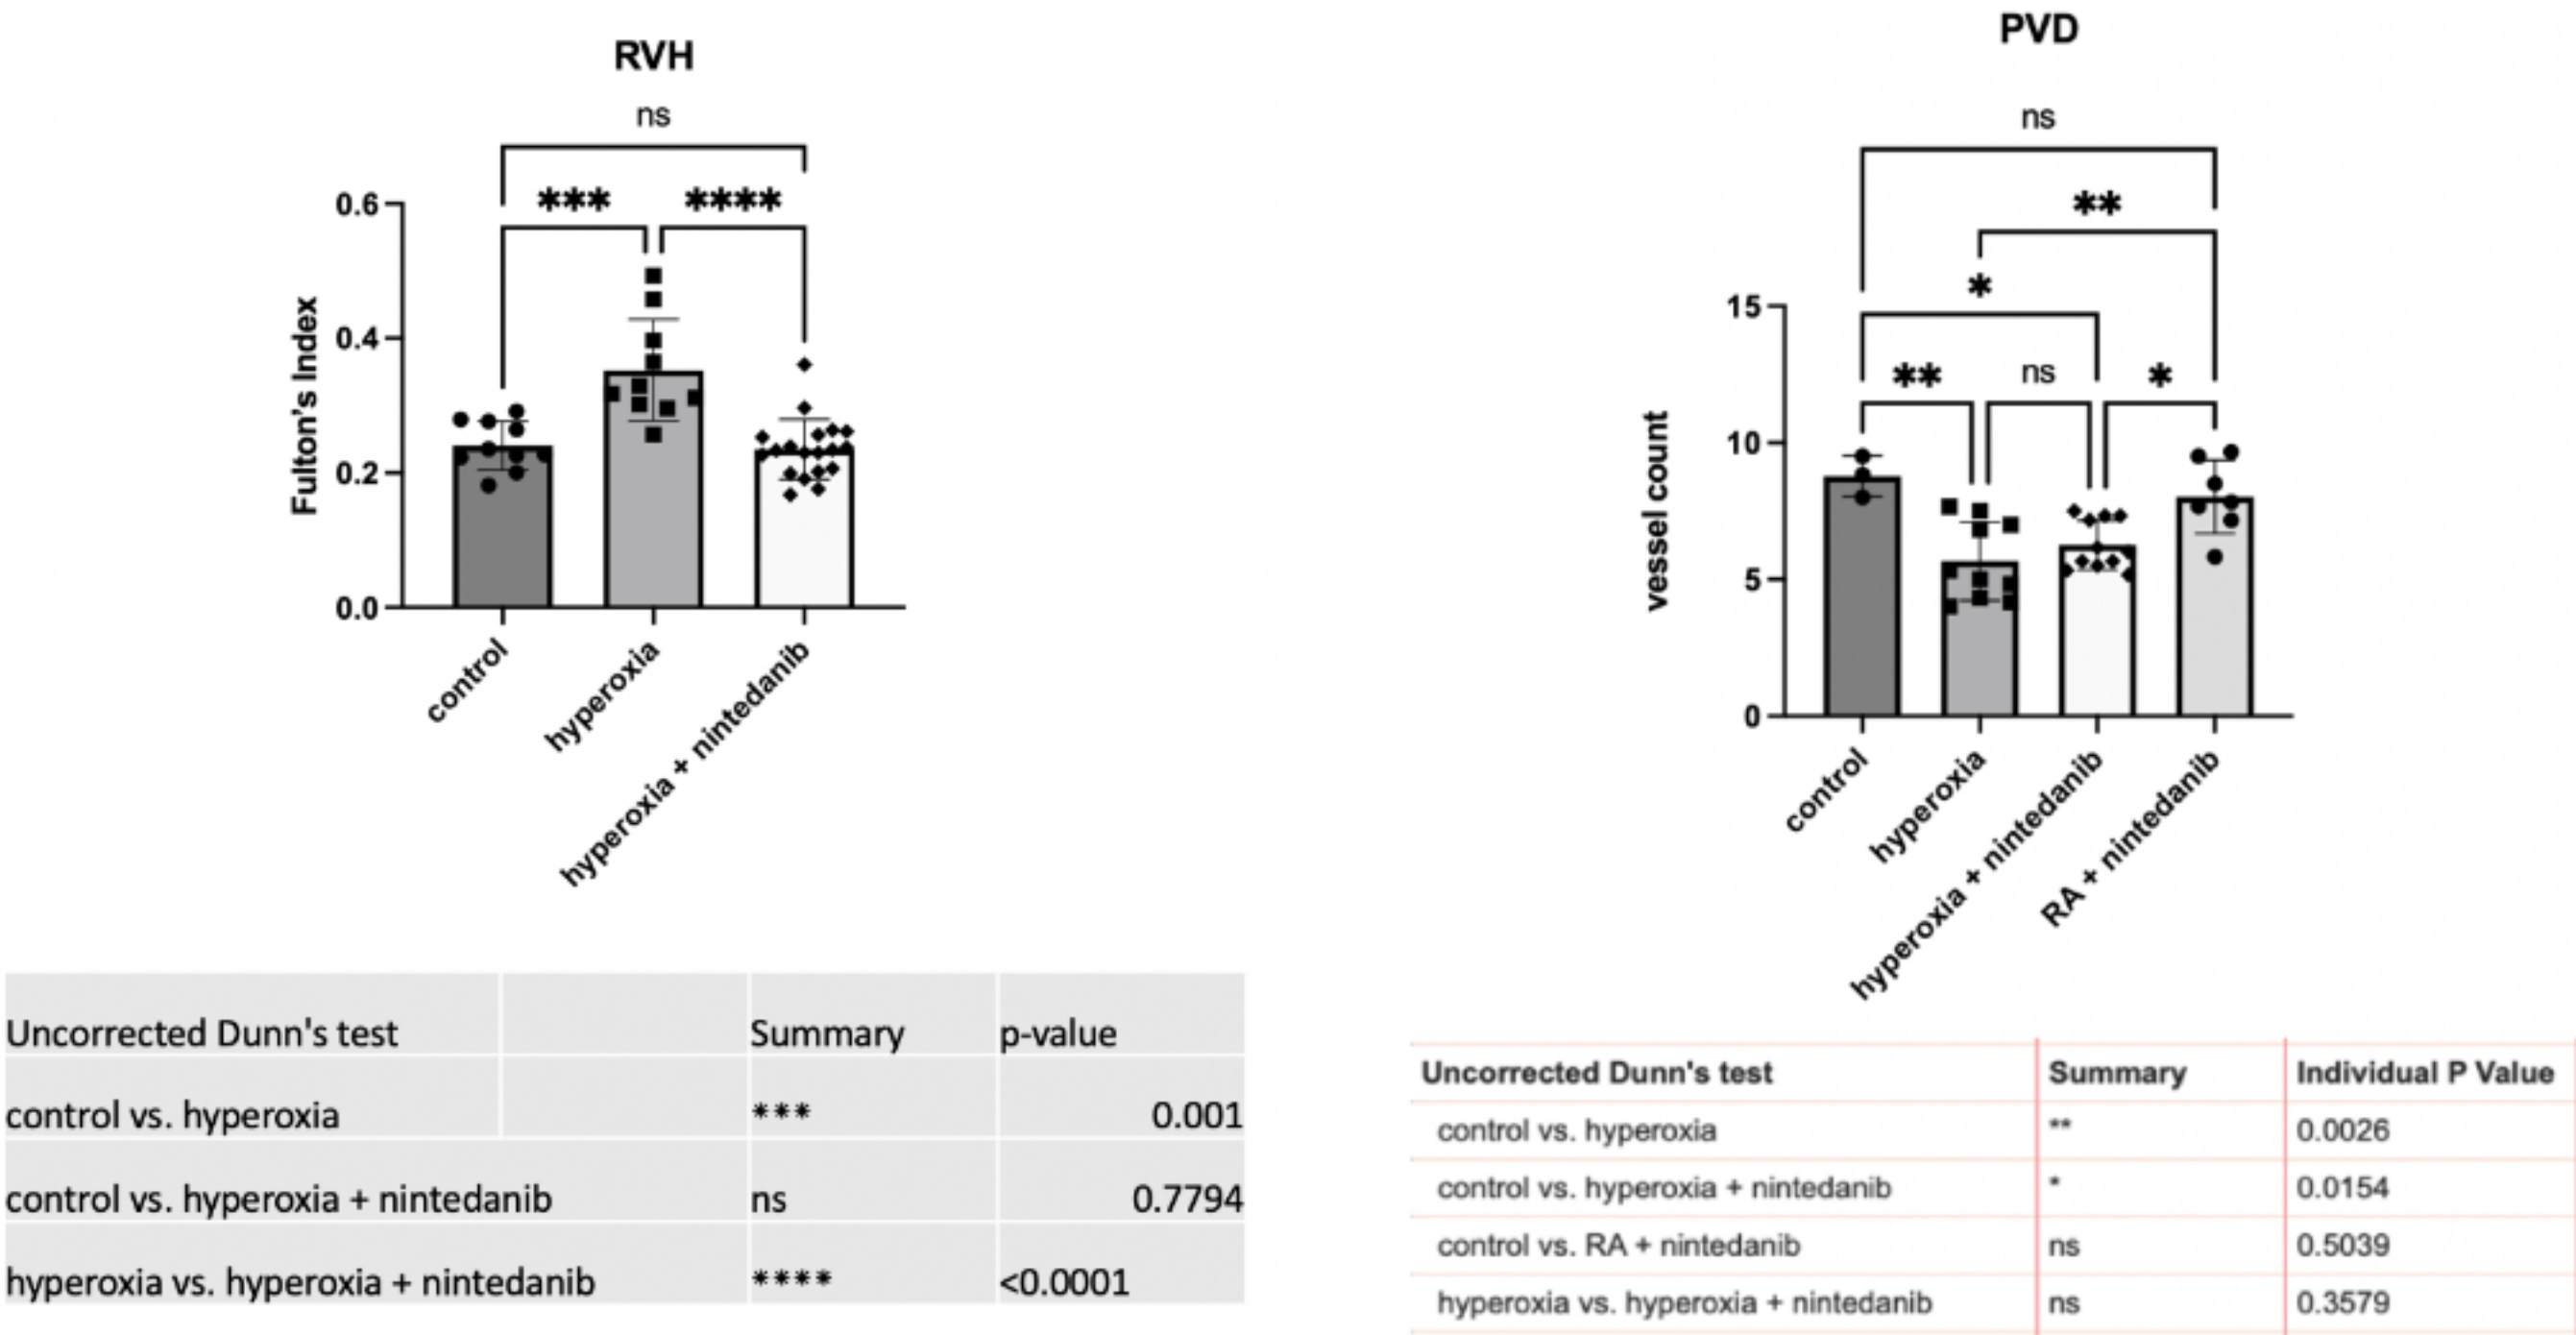 RVH
ns
*** ****
Fulton's Index
0.6
0.4
0.2
0.0
control
hyperoxia
hyperoxia + nintedanib
Uncorrected Dunn's test Summary p-value
control vs. hyperoxia *** 0.001
control vs. hyperoxia + nintedanib ns 0.7794
hyperoxia vs. hyperoxia + nintedanib **** <0.0001
PVD
ns
**
*
** ns *
vessel count
15
10
5
0
control
hyperoxia
hyperoxia + nintedanib
RA + nintedanib
Uncorrected Dunn's test Summary Individual P Value
control vs. hyperoxia ** 0.0026
control vs. hyperoxia + nintedanib * 0.0154
control vs. RA + nintedanib ns 0.5039
hyperoxia vs. hyperoxia + nintedanib ns 0.3579